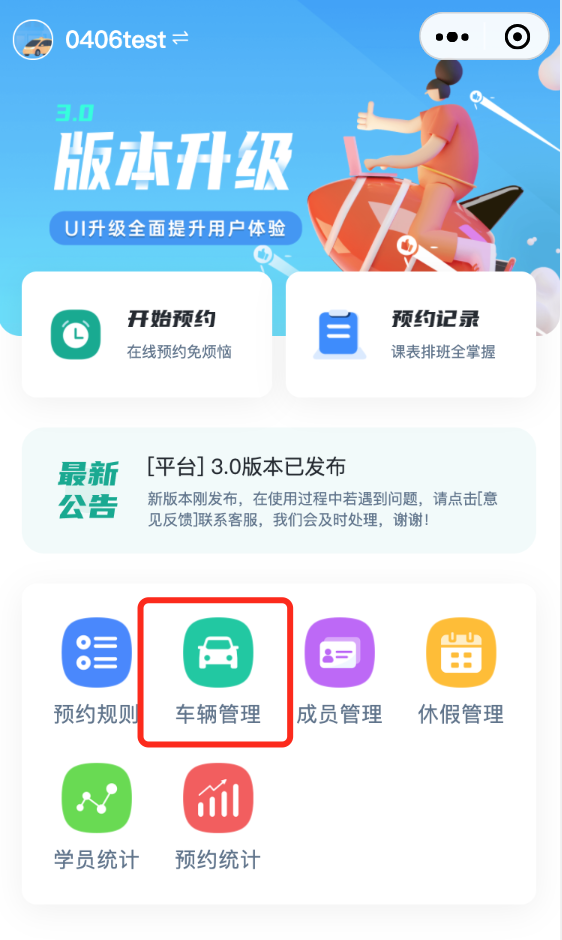 0406test
3.0
版本升级
UI升级全面提升用户体验
开始预约
在线预约免烦恼
预约记录
课表排班全掌握
最新
公告
[平台] 3.0版本已发布
新版本刚发布，在使用过程中若遇到问题，请点击[意
见反馈]联系客服，我们会及时处理，谢谢！
预约规则
车辆管理
成员管理
休假管理
学员统计
预约统计